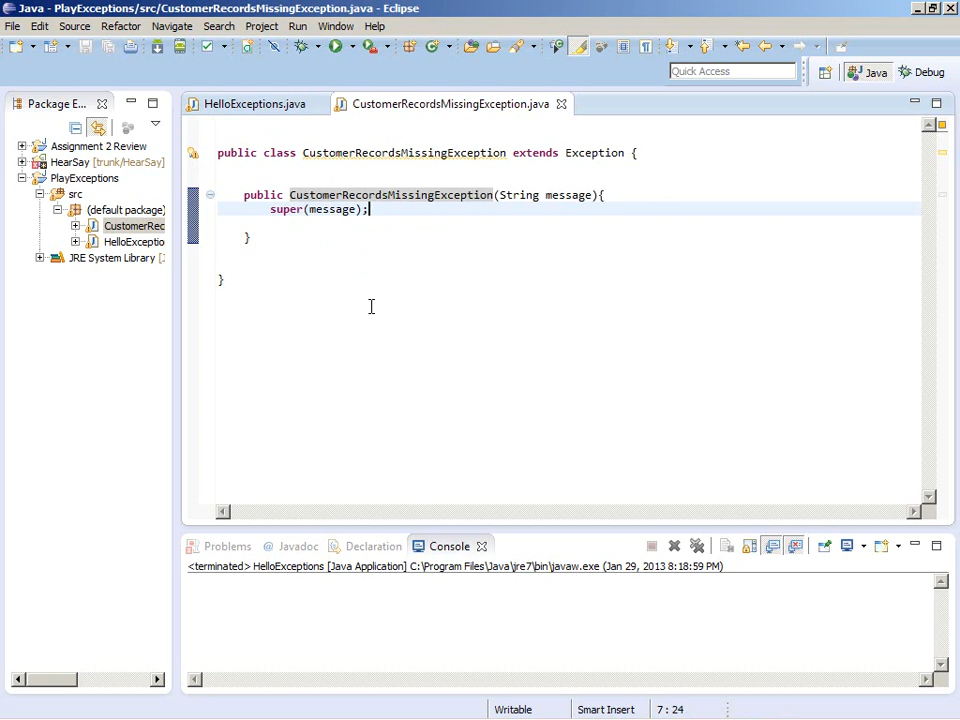 Java - PlayExceptions/src/CustomerRecordsMissingException.java - Eclipse
File Edit Source Refactor Navigate Search Project Run Window Help
Quick Access
Java
Debug
Package E...
HelloExceptions.java
CustomerRecordsMissingException.java
Assignment 2 Review
HearSay [trunk/HearSay]
PlayExceptions
src
(default package)
CustomerRec
HelloExceptio
JRE System Library [J
public class CustomerRecordsMissingException extends Exception {
public CustomerRecordsMissingException(String message){
super(message);
}
}
Problems @ Javadoc Declaration Console
<terminated> HelloExceptions [Java Application] C:\Program Files\Java\jre7\bin\javaw.exe (Jan 29, 2013 8:18:59 PM)
Writable Smart Insert 7 : 24